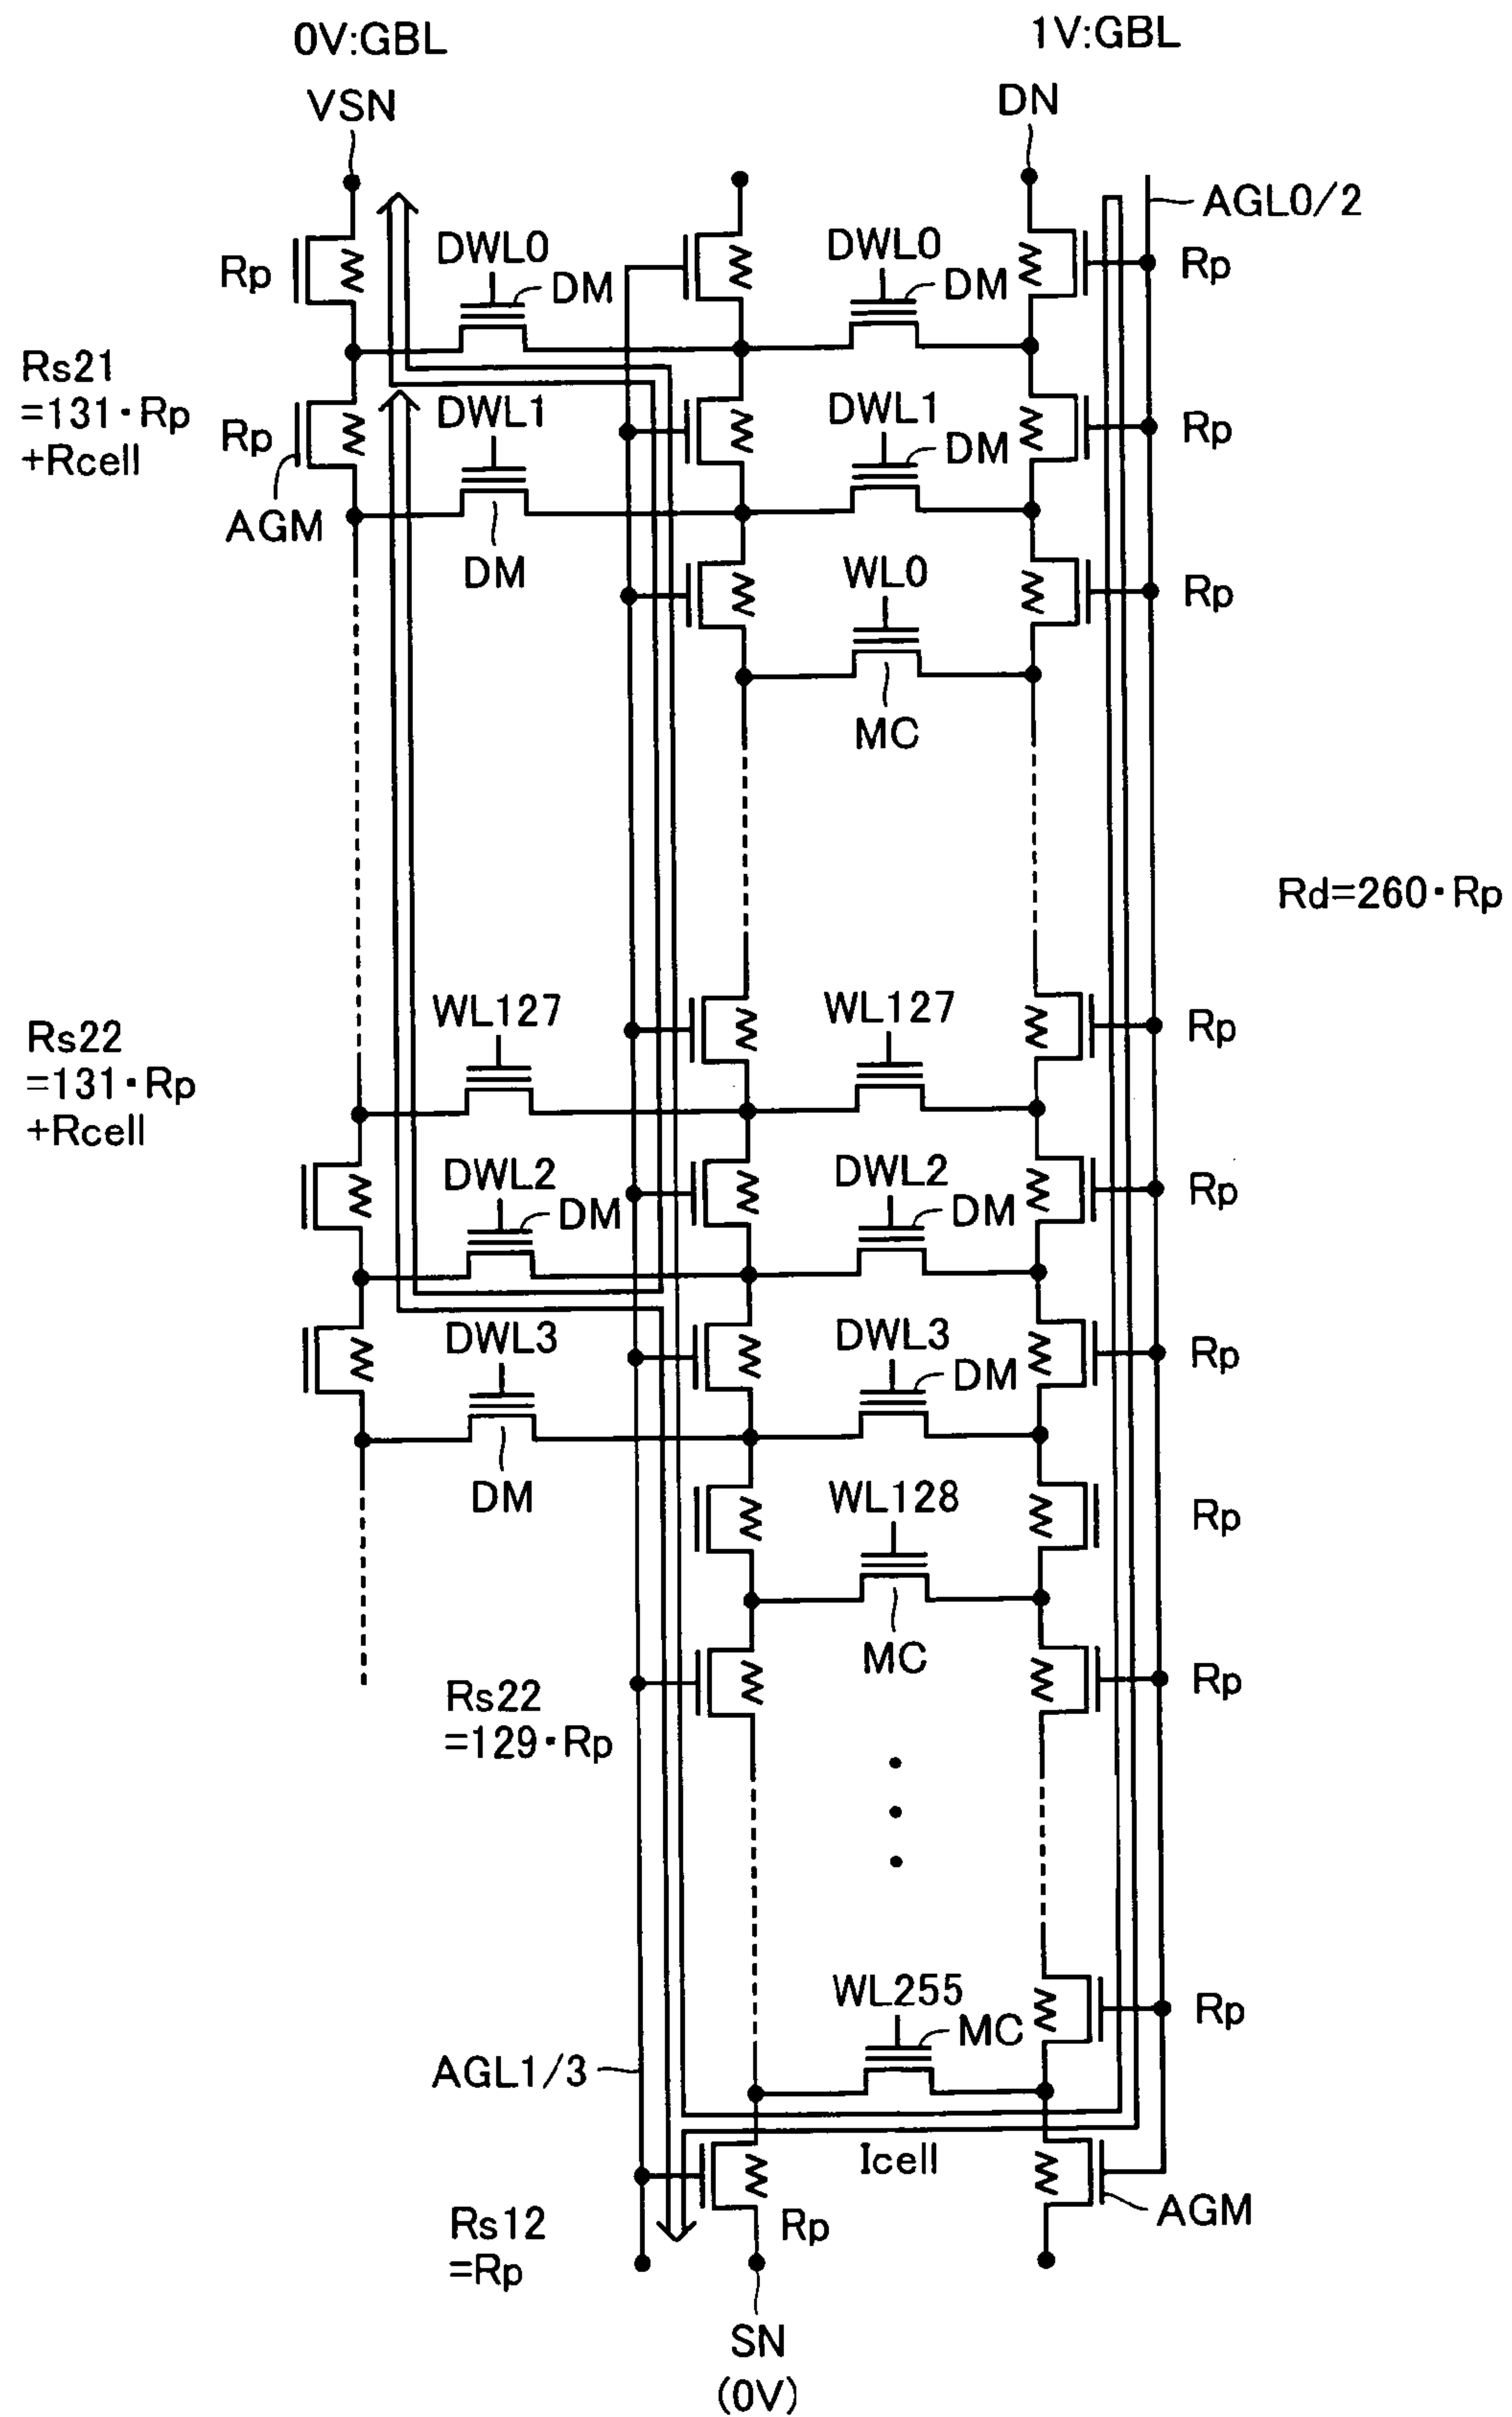 0V:GBL
1V:GBL
VSN
DN
AGL0/2
Rp
DWL0
DM
DWL0
DM
Rp
Rs21
=131·Rp
+Rcell
Rp
DWL1
DWL1
DM
Rp
AGM
DM
WL0
Rp
MC
Rd=260·Rp
Rs22
=131·Rp
+Rcell
WL127
WL127
Rp
DWL2
DM
DWL2
DM
Rp
DWL3
DWL3
DM
Rp
DM
WL128
Rp
MC
Rp
Rs22
=129·Rp
WL255
MC
Rp
AGL1/3
Icell
AGM
Rs12
=Rp
Rp
SN
(0V)